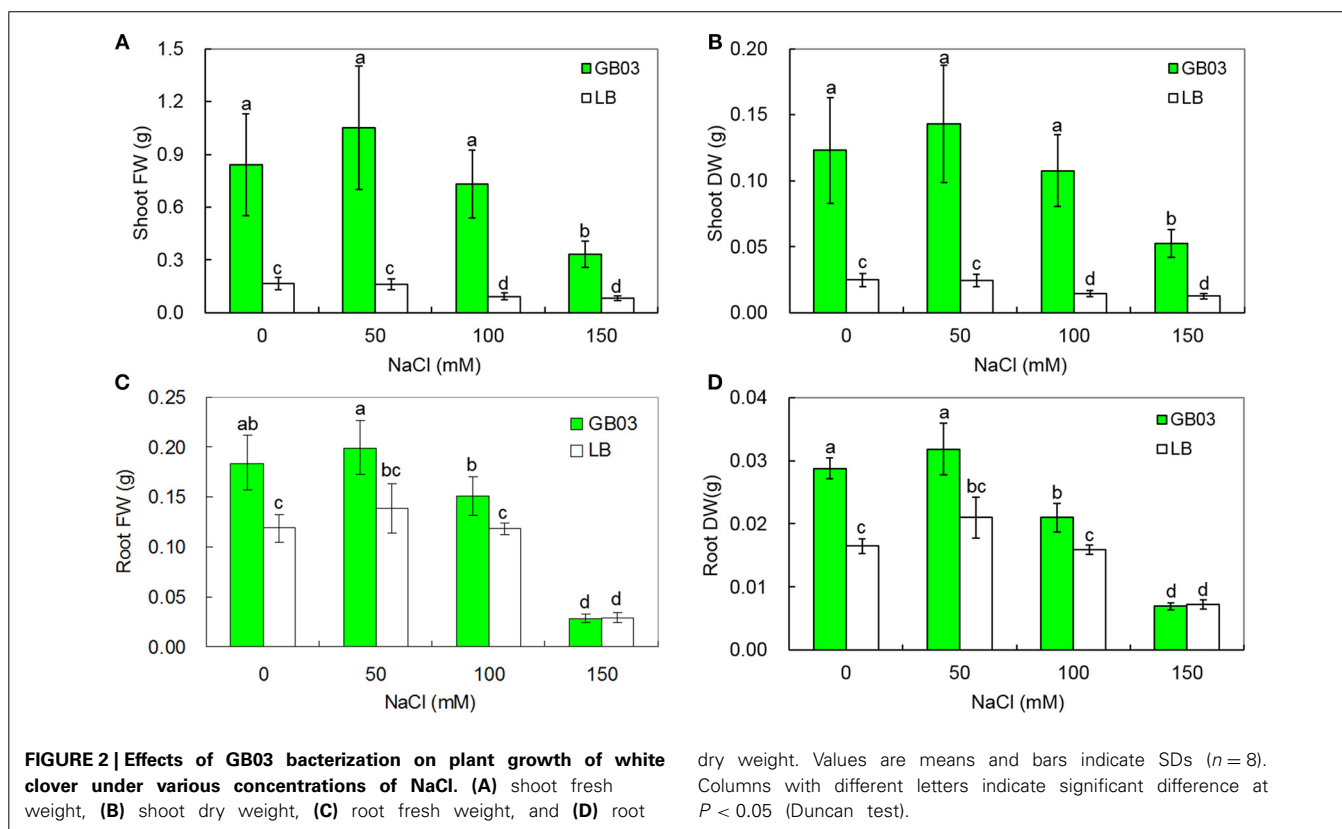 A
Shoot FW (g)
1.5
1.2
0.9
0.6
0.3
0.0
a
c
a
c
a
d
b
d
GB03
LB
0 50 100 150
NaCl (mM)
B
Shoot DW (g)
0.20
0.15
0.10
0.05
0.00
a
c
a
c
a
d
b
d
GB03
LB
0 50 100 150
NaCl (mM)
C
Root FW (g)
0.25
0.20
0.15
0.10
0.05
0.00
ab
c
a
bc
b
c
d
d
GB03
LB
0 50 100 150
NaCl (mM)
D
Root DW(g)
0.04
0.03
0.02
0.01
0.00
a
c
a
bc
b
c
d
d
GB03
LB
0 50 100 150
NaCl (mM)
FIGURE 2 | Effects of GB03 bacterization on plant growth of white
clover under various concentrations of NaCl. (A) shoot fresh
weight, (B) shoot dry weight, (C) root fresh weight, and (D) root
dry weight. Values are means and bars indicate SDs (n = 8).
Columns with different letters indicate significant difference at
P < 0.05 (Duncan test).